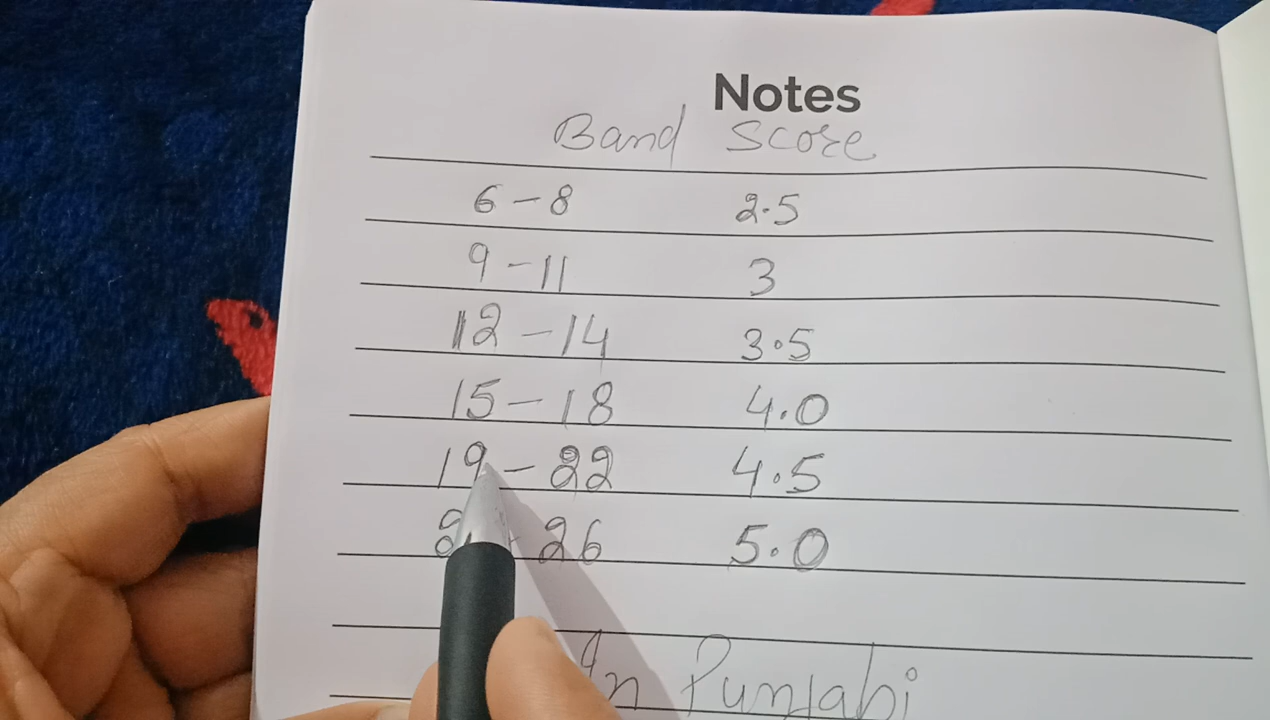 Notes
Band Score
6-8 2.5
9-11 3
12-14 3.5
15-18 4.0
19-22 4.5
26 5.0
In Punjabi